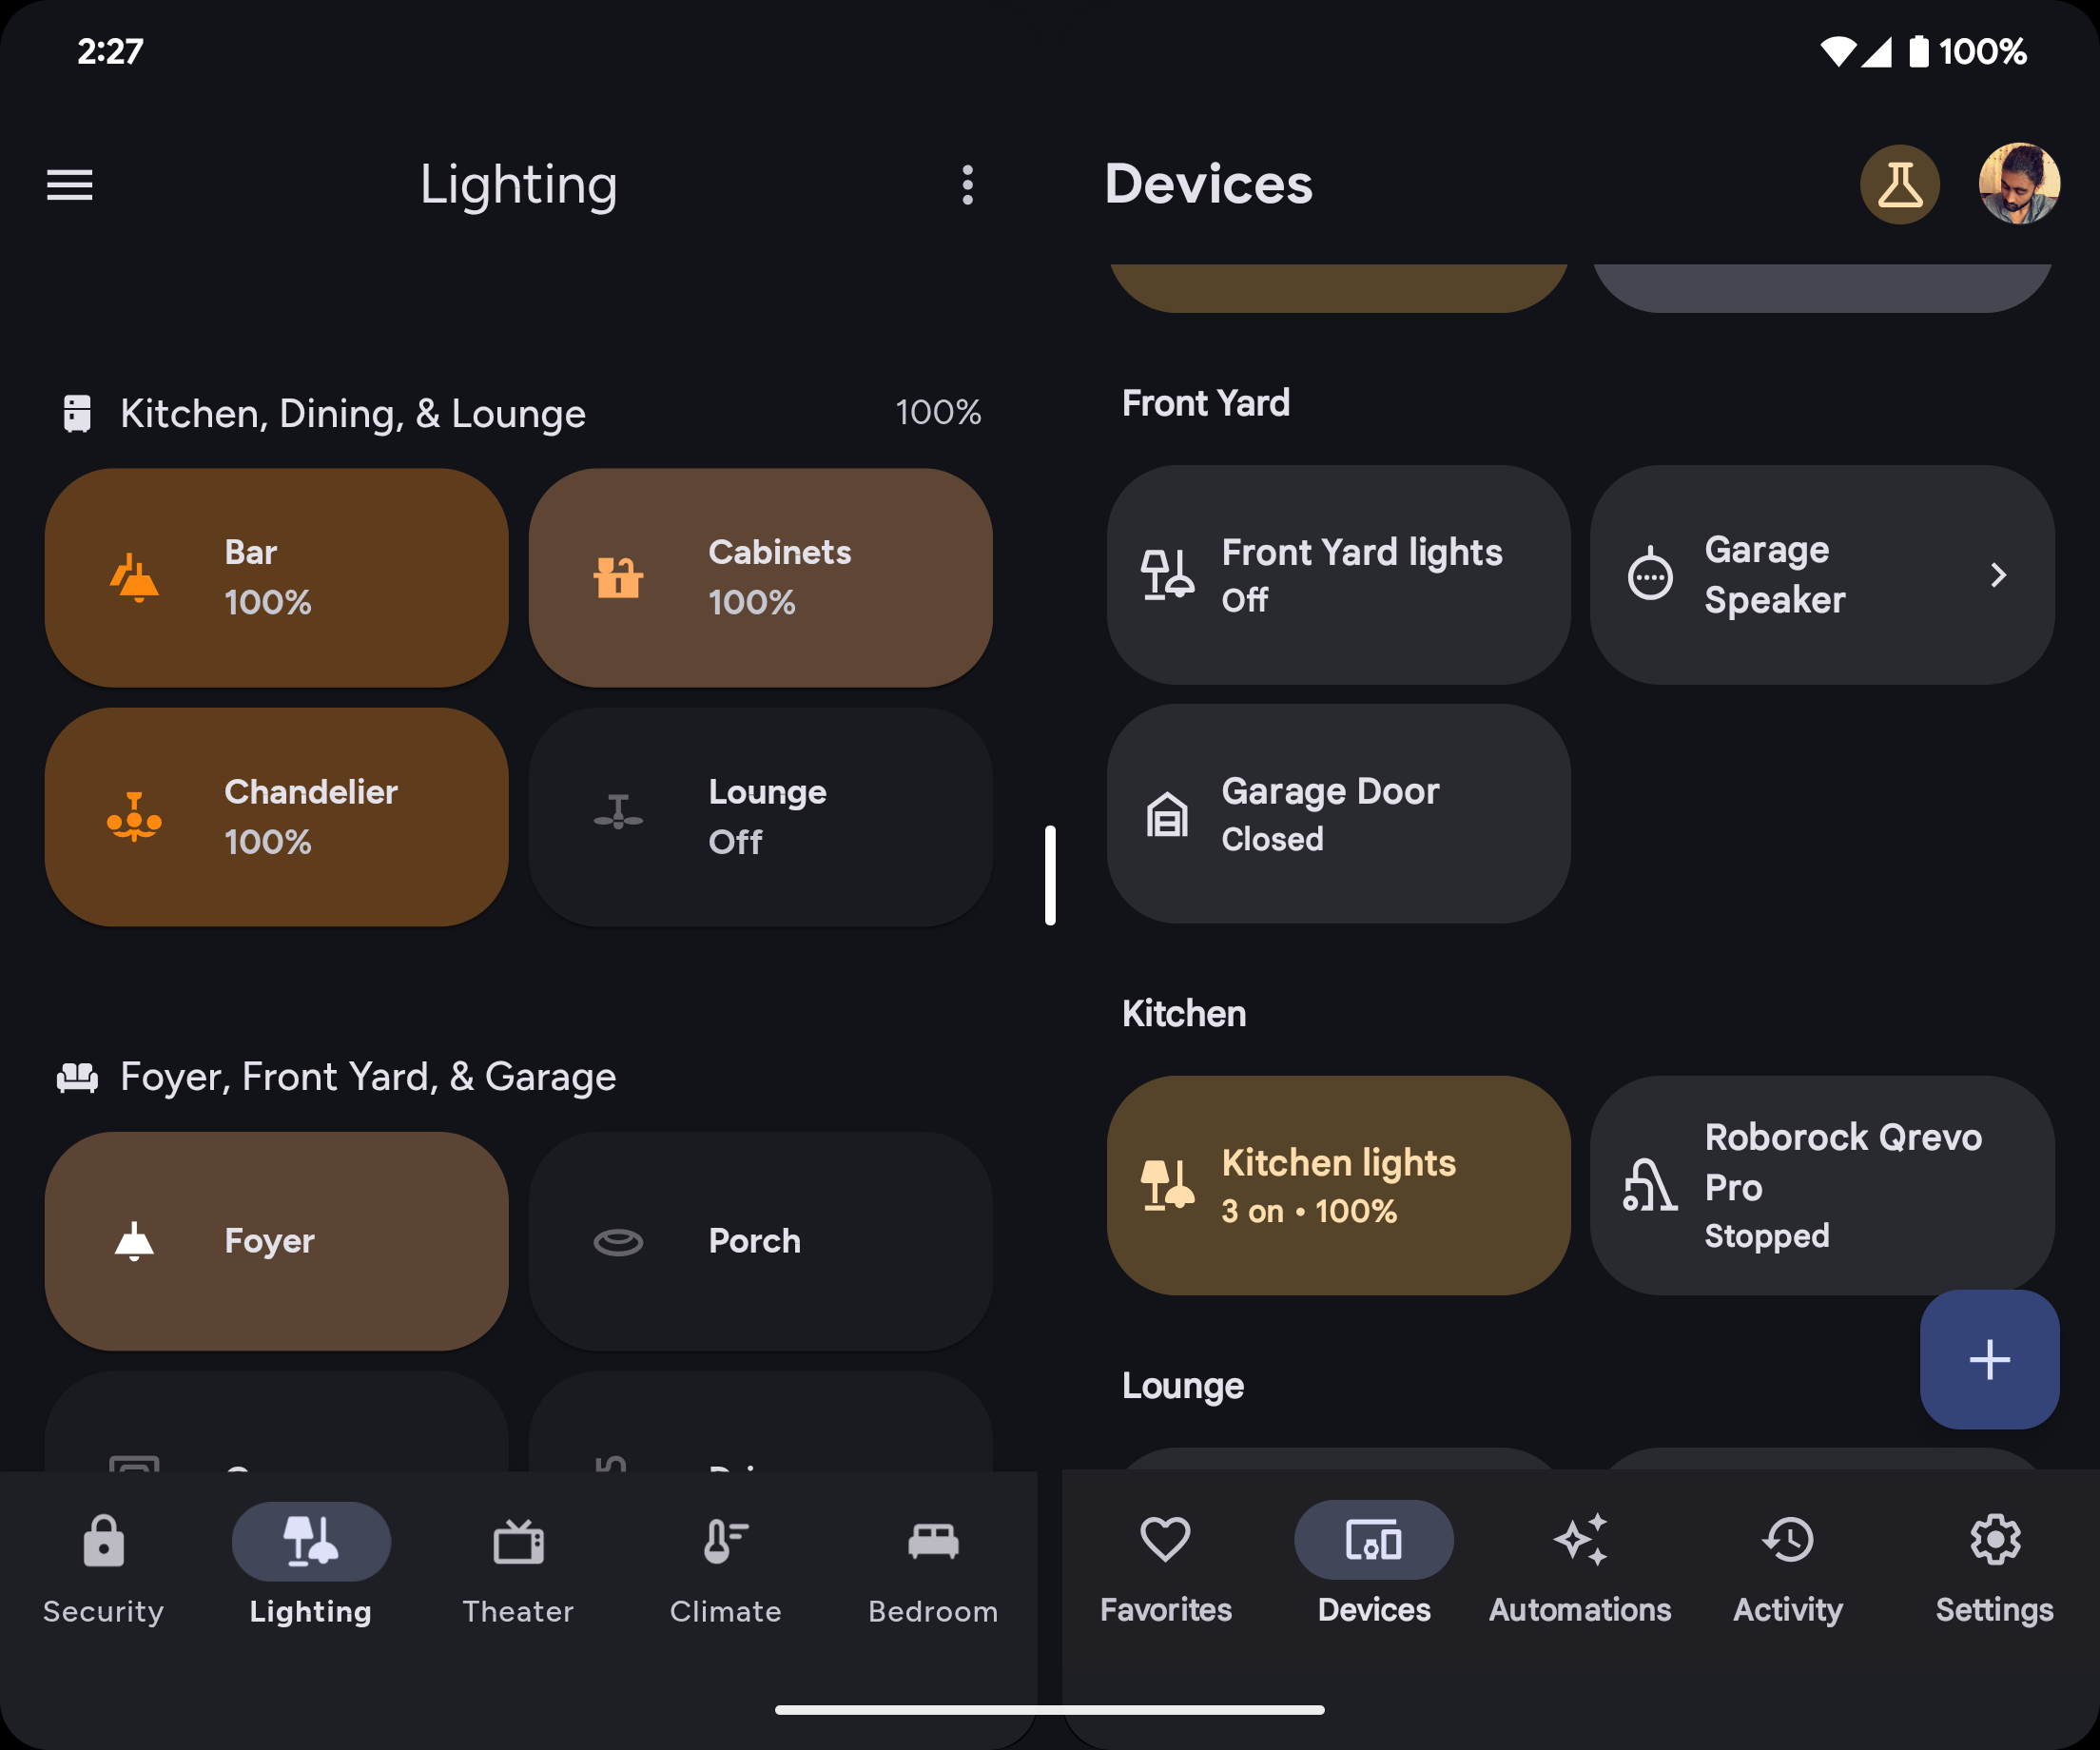 2:27
100%
Lighting
Kitchen, Dining, & Lounge
100%
Bar
100%
Cabinets
100%
Chandelier
100%
Lounge
Off
Foyer, Front Yard, & Garage
Foyer
Porch
Security
Lighting
Theater
Climate
Bedroom
Devices
Front Yard
Front Yard lights
Off
Garage
Speaker
Garage Door
Closed
Kitchen
Kitchen lights
3 on • 100%
Roborock Qrevo
Pro
Stopped
Lounge
Favorites
Devices
Automations
Activity
Settings